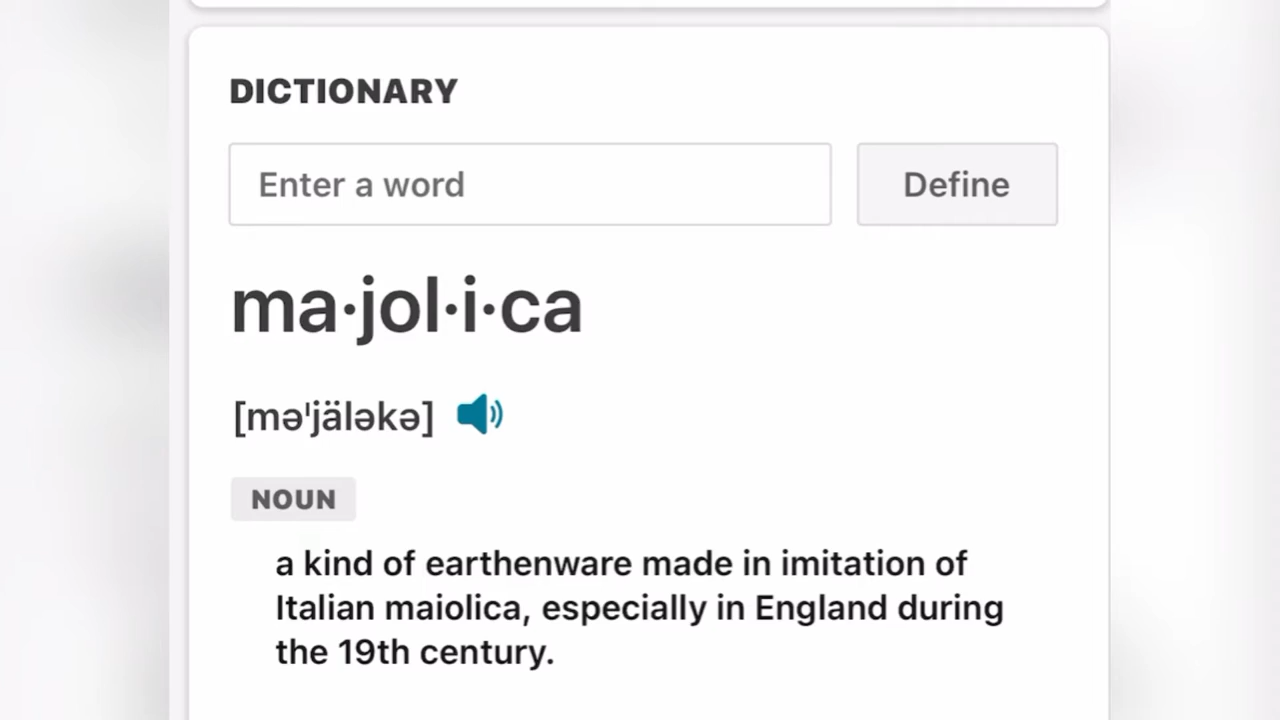 DICTIONARY
Enter a word
Define
ma·jol·i·ca
[məˈjäləkə]
NOUN
a kind of earthenware made in imitation of
Italian maiolica, especially in England during
the 19th century.